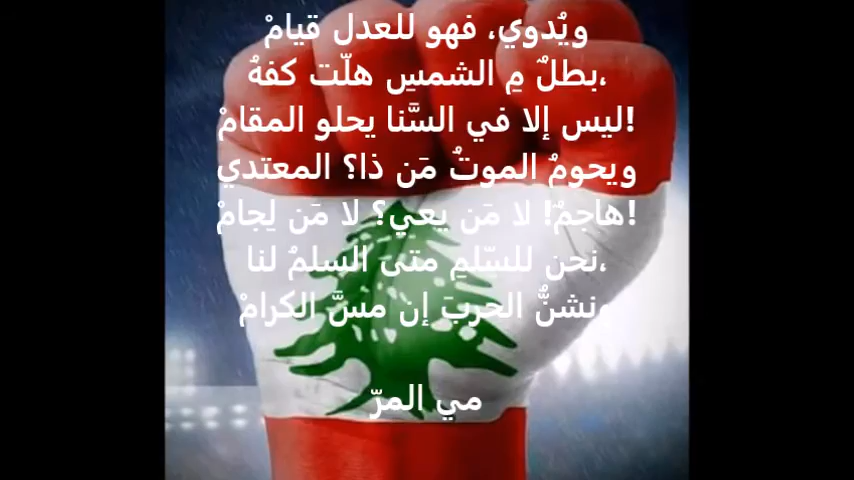 ويُدوي، فهو للعدل قيامْ
بطلٌ مِ الشمسِ هلّت كفهُ،
ليس إلا في السَّنا يحلو المقامْ!
ويحومُ الموتُ مَن ذا؟ المعتدي
هاجمٌ! لا مَن يعي؟ لا مَن لِجامْ!
نحن للسّلمِ متى السلمُ لنا،
ونشنُّ الحربَ إن مسَّ الكرامْ
مي المرّ